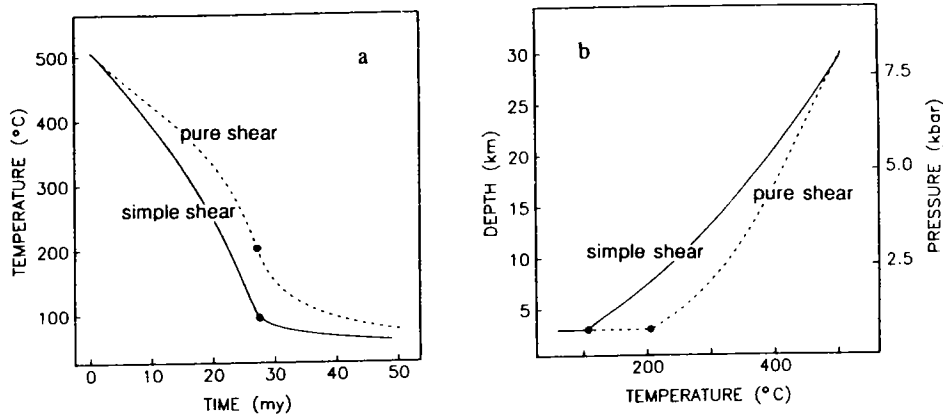 a
500
400
300
200
100
TEMPERATURE (°C)
pure shear
simple shear
0
10
20
30
40
50
TIME (my)
b
30
25
20
15
10
5
DEPTH (km)
7.5
5.0
2.5
PRESSURE (kbar)
pure shear
simple shear
200
400
TEMPERATURE (°C)